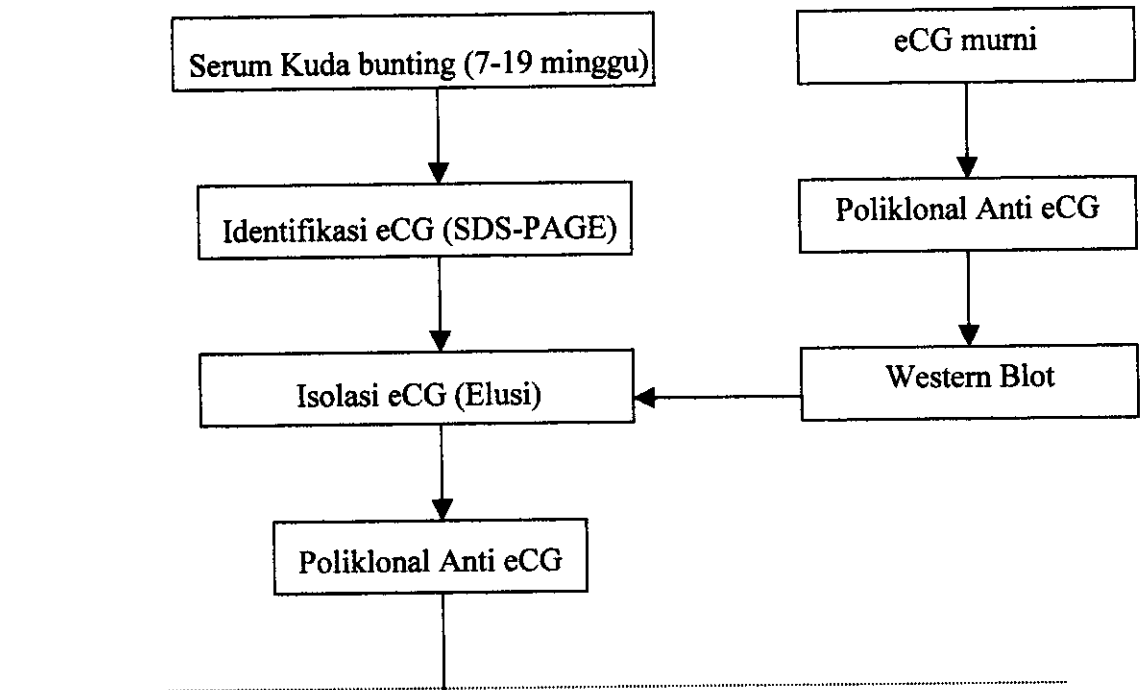 Serum Kuda bunting (7-19 minggu)
eCG murni
Identifikasi eCG (SDS-PAGE)
Poliklonal Anti eCG
Isolasi eCG (Elusi)
Western Blot
Poliklonal Anti eCG